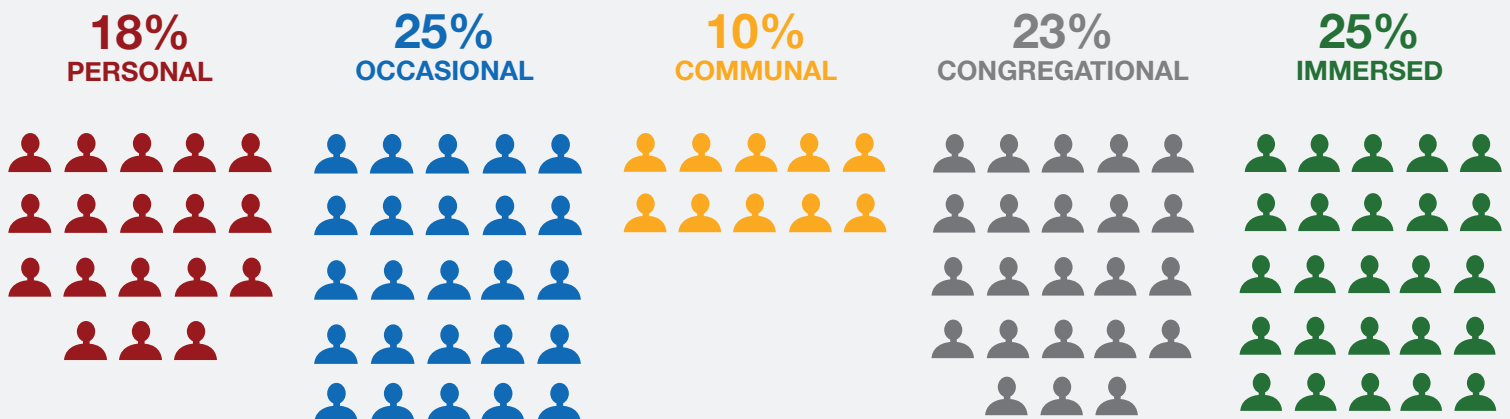 18%
PERSONAL
25%
OCCASIONAL
10%
COMMUNAL
23%
CONGREGATIONAL
25%
IMMERSED